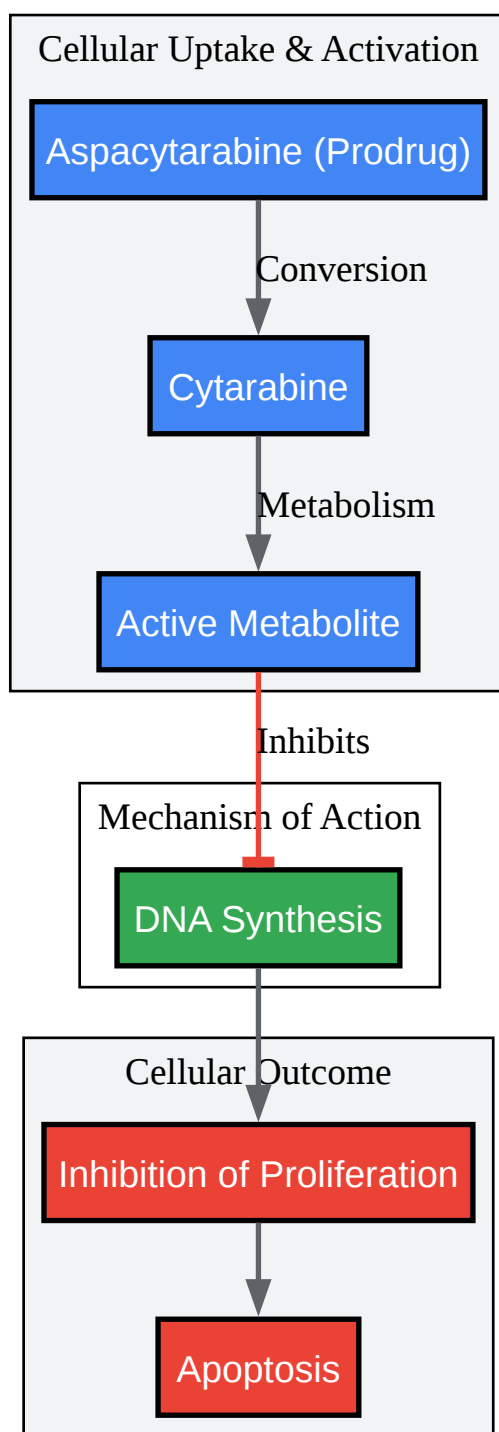 Cellular Uptake & Activation
Aspacytarabine (Prodrug)
Conversion
Cytarabine
Metabolism
Active Metabolite
Inhibits
Mechanism of Action
DNA Synthesis
Cellular Outcome
Inhibition of Proliferation
Apoptosis